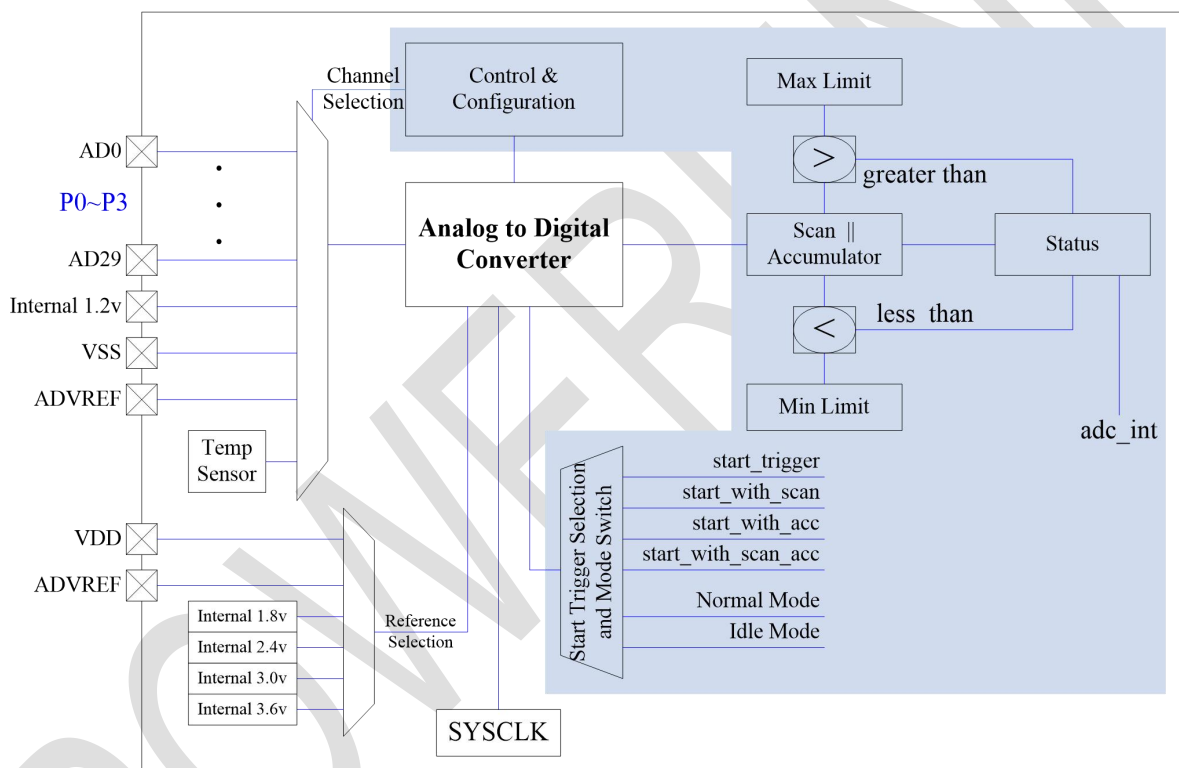 Channel
Selection
Control &
Configuration
Max Limit
AD0
P0~P3
AD29
Internal 1.2v
VSS
ADVREF
Temp
Sensor
Analog to Digital
Converter
>
greater than
Scan ||
Accumulator
Status
<
less than
Min Limit
adc_int
VDD
ADVREF
Internal 1.8v
Internal 2.4v
Internal 3.0v
Internal 3.6v
Reference
Selection
SYSCLK
Start Trigger Selection
and Mode Switch
start_trigger
start_with_scan
start_with_acc
start_with_scan_acc
Normal Mode
Idle Mode